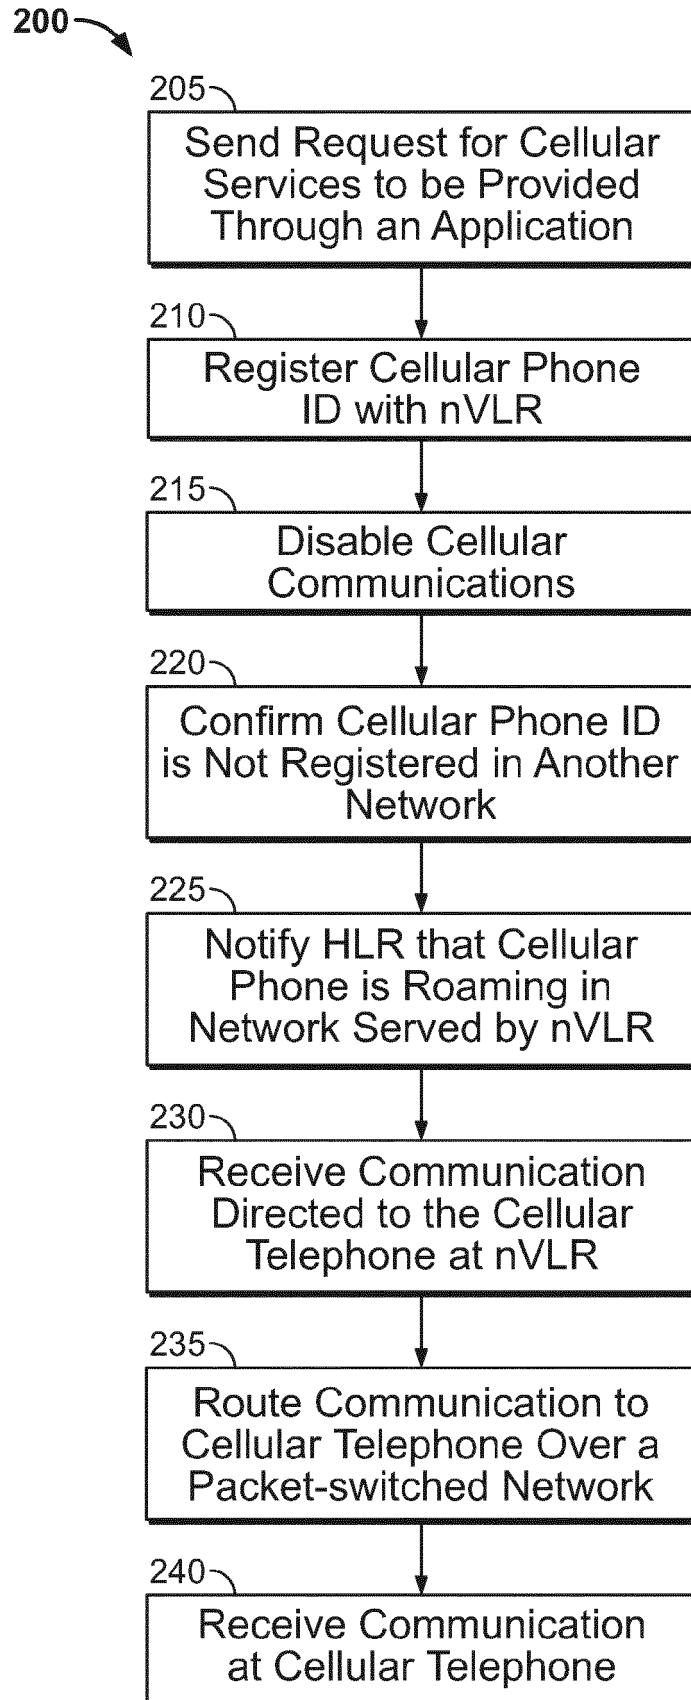 200
205
Send Request for Cellular
Services to be Provided
Through an Application
210
Register Cellular Phone
ID with nVLR
215
Disable Cellular
Communications
220
Confirm Cellular Phone ID
is Not Registered in Another
Network
225
Notify HLR that Cellular
Phone is Roaming in
Network Served by nVLR
230
Receive Communication
Directed to the Cellular
Telephone at nVLR
235
Route Communication to
Cellular Telephone Over a
Packet-switched Network
240
Receive Communication
at Cellular Telephone